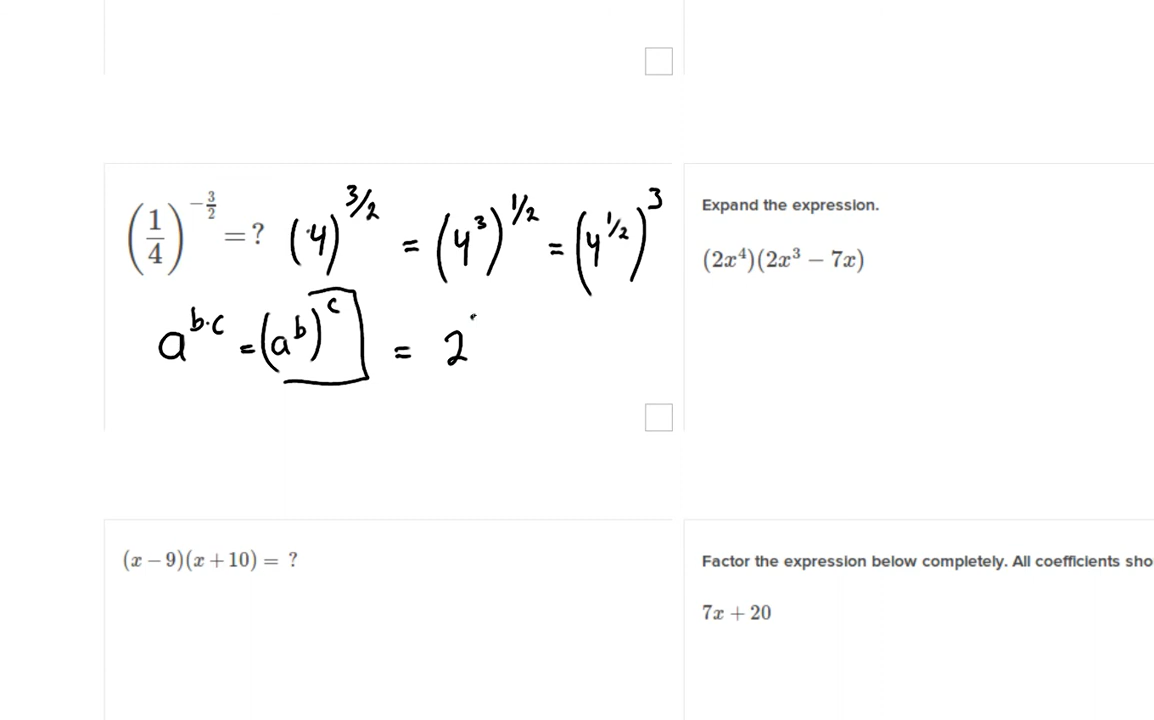 (1/4)^(-3/2) = ? (4)^(3/2) = (4^3)^(1/2) = (4^(1/2))^3
a^(b·c) = (a^b)^c = 2
Expand the expression.
(2x^4)(2x^3 − 7x)
(x − 9)(x + 10) = ?
Factor the expression below completely. All coefficients sho
7x + 20